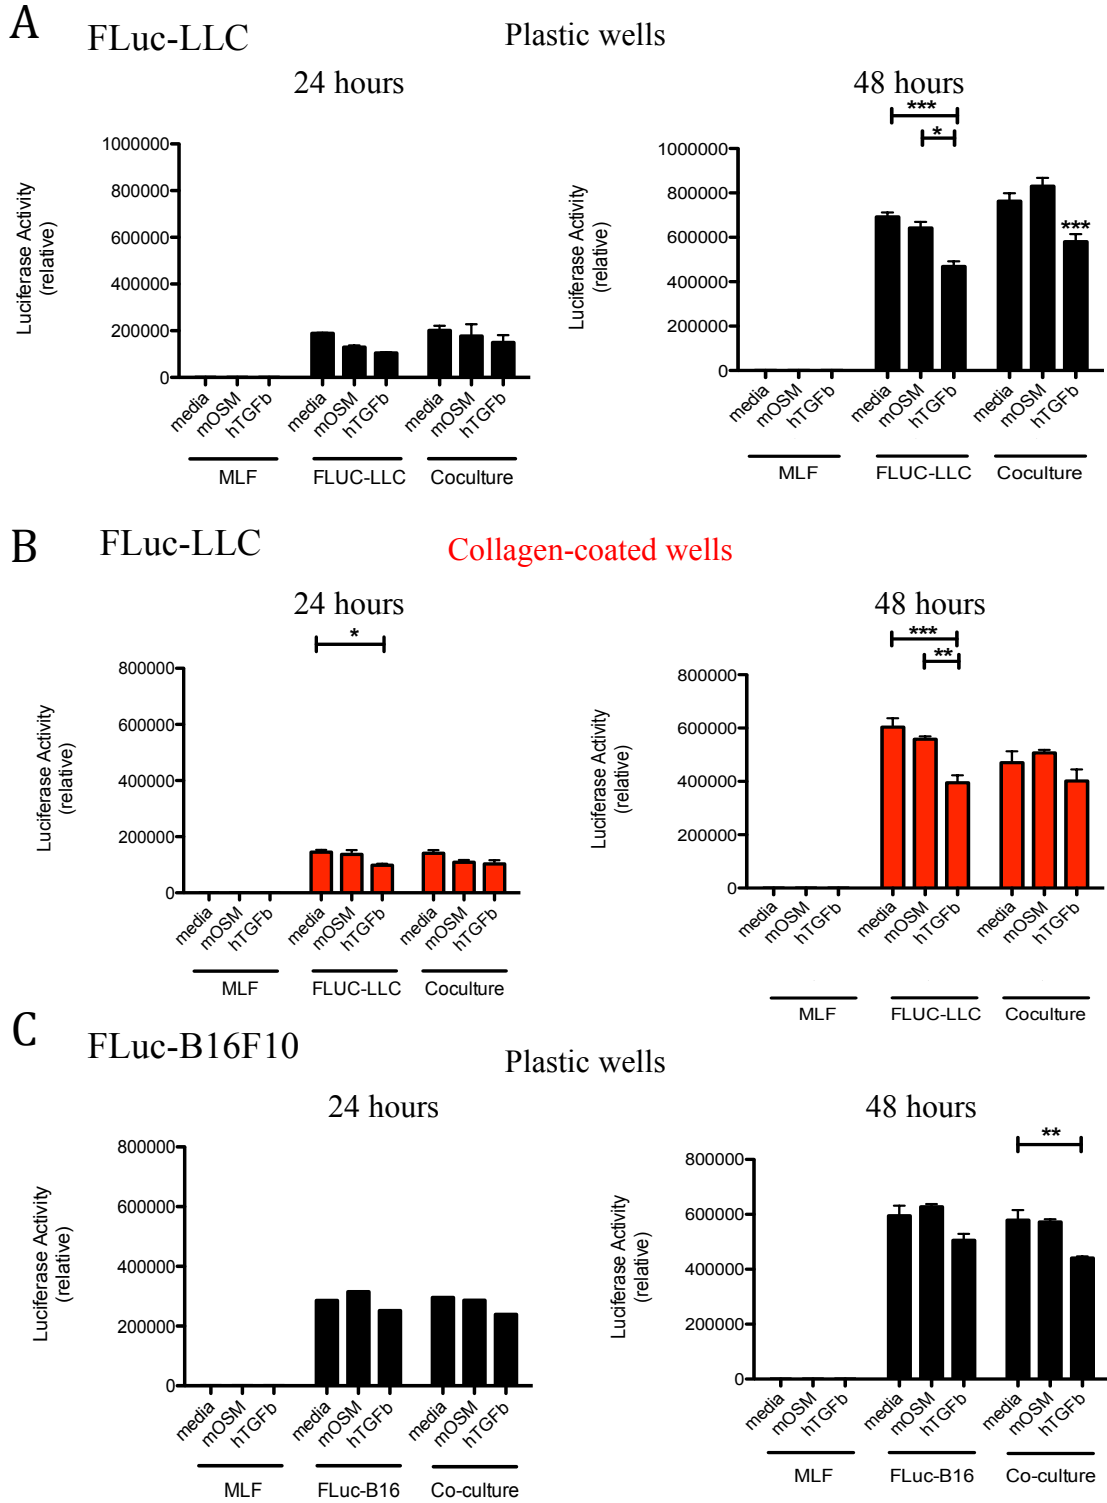 A
FLuc-LLC
Plastic wells
24 hours
48 hours
Luciferase Activity
(relative)
1000000
800000
600000
400000
200000
0
media
mOSM
hTGFb
media
mOSM
hTGFb
media
mOSM
hTGFb
MLF
FLUC-LLC
Coculture
***
*
***
Luciferase Activity
(relative)
1000000
800000
600000
400000
200000
0
media
mOSM
hTGFb
media
mOSM
hTGFb
media
mOSM
hTGFb
MLF
FLUC-LLC
Coculture
B
FLuc-LLC
Collagen-coated wells
24 hours
48 hours
*
Luciferase Activity
(relative)
800000
600000
400000
200000
0
media
mOSM
hTGFb
media
mOSM
hTGFb
media
mOSM
hTGFb
MLF
FLUC-LLC
Coculture
***
**
Luciferase Activity
(relative)
800000
600000
400000
200000
0
media
mOSM
hTGFb
media
mOSM
hTGFb
media
mOSM
hTGFb
MLF
FLUC-LLC
Coculture
C
FLuc-B16F10
Plastic wells
24 hours
48 hours
Luciferase Activity
(relative)
800000
600000
400000
200000
0
media
mOSM
hTGFb
media
mOSM
hTGFb
media
mOSM
hTGFb
MLF
FLuc-B16
Co-culture
**
Luciferase Activity
(relative)
800000
600000
400000
200000
0
media
mOSM
hTGFb
media
mOSM
hTGFb
media
mOSM
hTGFb
MLF
FLuc-B16
Co-culture